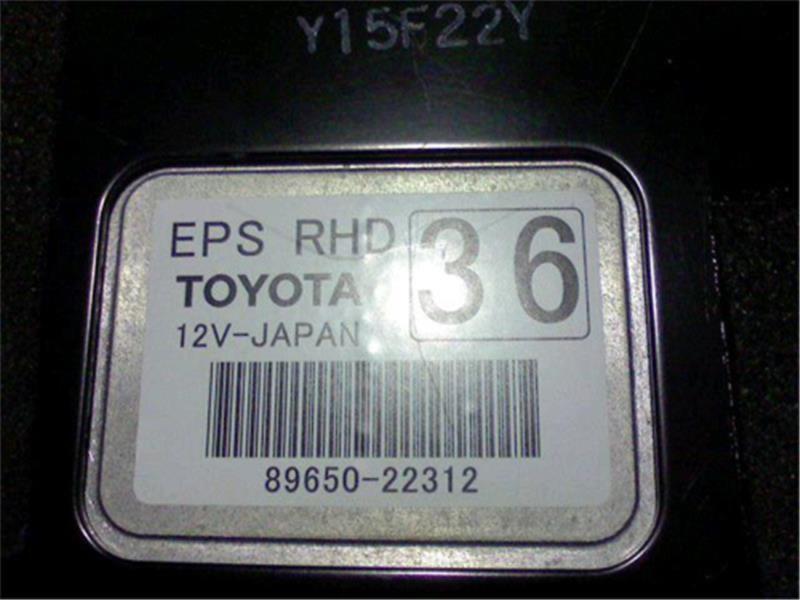 Y15F22Y
EPS RHD 36
TOYOTA
12V-JAPAN
89650-22312